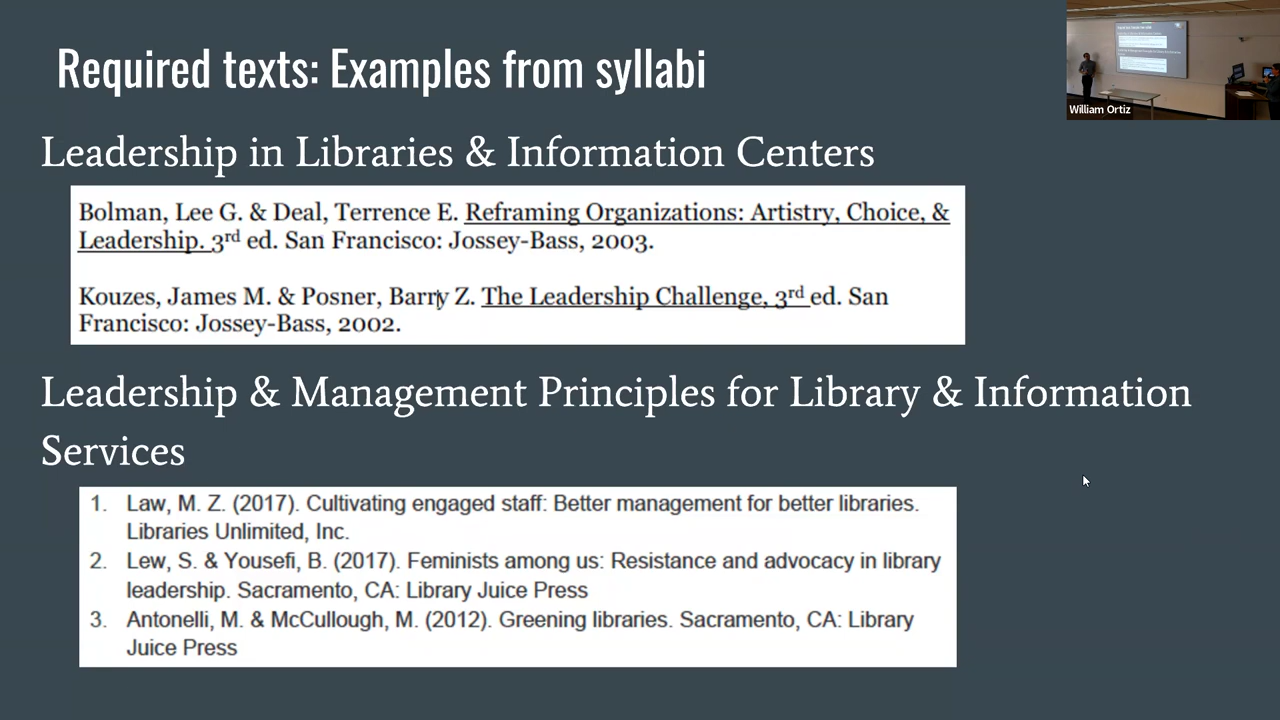 Required texts: Examples from syllabi
William Ortiz
Leadership in Libraries & Information Centers
Bolman, Lee G. & Deal, Terrence E. Reframing Organizations: Artistry, Choice, &
Leadership. 3rd ed. San Francisco: Jossey-Bass, 2003.
Kouzes, James M. & Posner, Barry Z. The Leadership Challenge, 3rd ed. San
Francisco: Jossey-Bass, 2002.
Leadership & Management Principles for Library & Information
Services
1. Law, M. Z. (2017). Cultivating engaged staff: Better management for better libraries.
Libraries Unlimited, Inc.
2. Lew, S. & Yousefi, B. (2017). Feminists among us: Resistance and advocacy in library
leadership. Sacramento, CA: Library Juice Press
3. Antonelli, M. & McCullough, M. (2012). Greening libraries. Sacramento, CA: Library
Juice Press